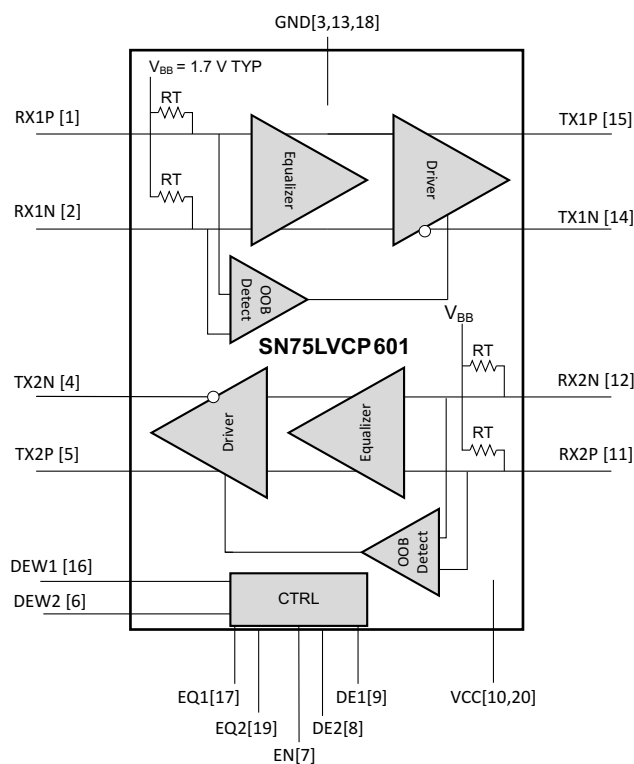 GND[3,13,18]
VBB = 1.7 V TYP
RT
RX1P [1]
TX1P [15]
Equalizer
Driver
RT
RX1N [2]
TX1N [14]
OOB
Detect
VBB
SN75LVCP601
RT
TX2N [4]
RX2N [12]
Driver
Equalizer
RT
TX2P [5]
RX2P [11]
OOB
Detect
DEW1 [16]
CTRL
DEW2 [6]
EQ1[17]
DE1[9]
VCC[10,20]
EQ2[19]
DE2[8]
EN[7]